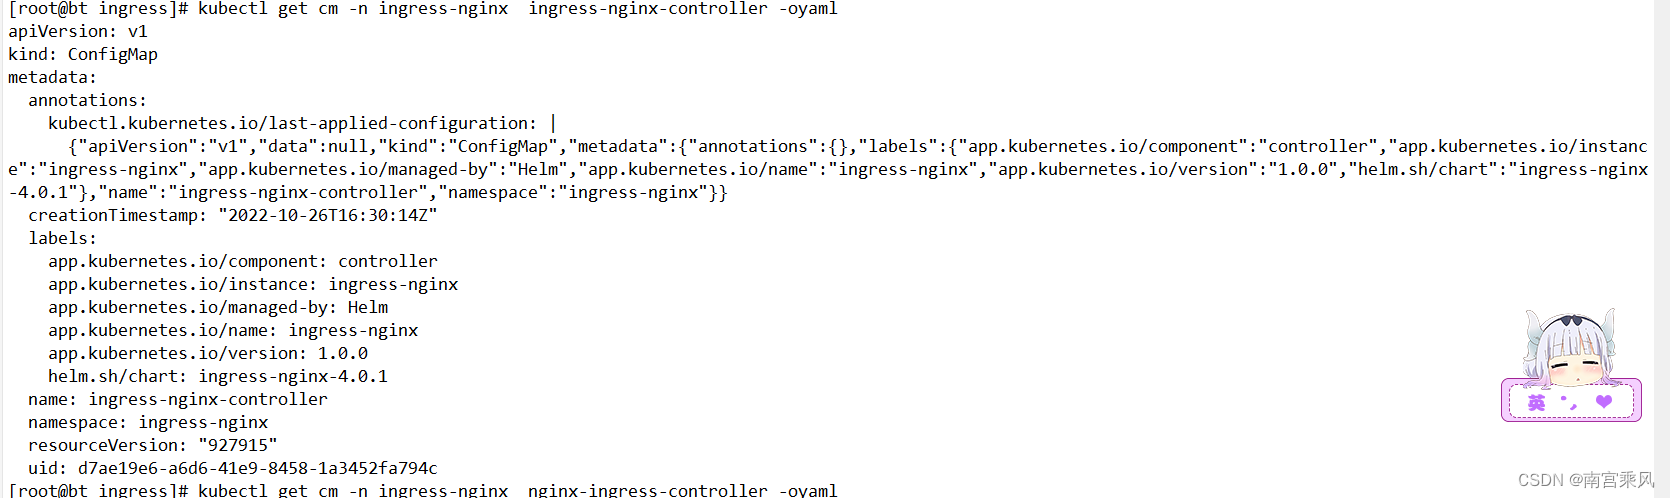 [root@bt ingress]# kubectl get cm -n ingress-nginx  ingress-nginx-controller -oyaml
apiVersion: v1
kind: ConfigMap
metadata:
  annotations:
    kubectl.kubernetes.io/last-applied-configuration: |
      {"apiVersion":"v1","data":null,"kind":"ConfigMap","metadata":{"annotations":{},"labels":{"app.kubernetes.io/component":"controller","app.kubernetes.io/instanc
e":"ingress-nginx","app.kubernetes.io/managed-by":"Helm","app.kubernetes.io/name":"ingress-nginx","app.kubernetes.io/version":"1.0.0","helm.sh/chart":"ingress-nginx
-4.0.1"},"name":"ingress-nginx-controller","namespace":"ingress-nginx"}}
  creationTimestamp: "2022-10-26T16:30:14Z"
  labels:
    app.kubernetes.io/component: controller
    app.kubernetes.io/instance: ingress-nginx
    app.kubernetes.io/managed-by: Helm
    app.kubernetes.io/name: ingress-nginx
    app.kubernetes.io/version: 1.0.0
    helm.sh/chart: ingress-nginx-4.0.1
  name: ingress-nginx-controller
  namespace: ingress-nginx
  resourceVersion: "927915"
  uid: d7ae19e6-a6d6-41e9-8458-1a3452fa794c
[root@bt ingress]# kubectl get cm -n ingress-nginx  nginx-ingress-controller -oyaml
英 ·, ❤
CSDN @南宫乘风